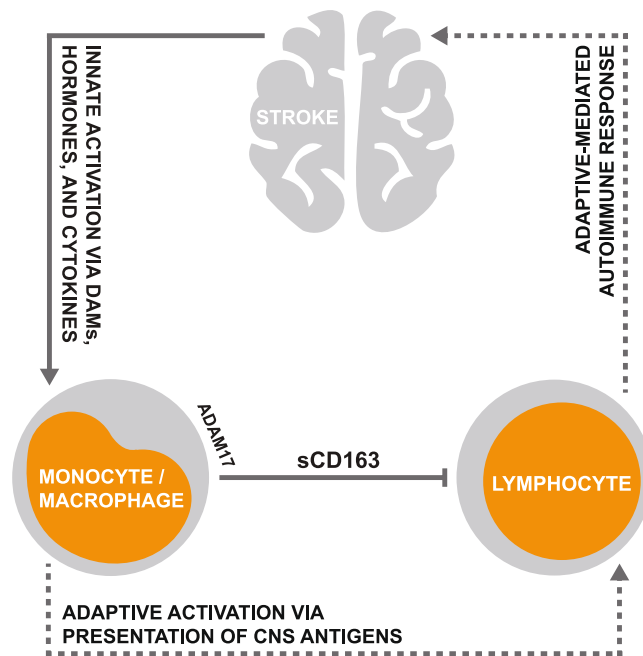 STROKE
INNATE ACTIVATION VIA DAMs,
HORMONES, AND CYTOKINES
ADAPTIVE-MEDIATED
AUTOIMMUNE RESPONSE
MONOCYTE /
MACROPHAGE
ADAM17
sCD163
LYMPHOCYTE
ADAPTIVE ACTIVATION VIA
PRESENTATION OF CNS ANTIGENS